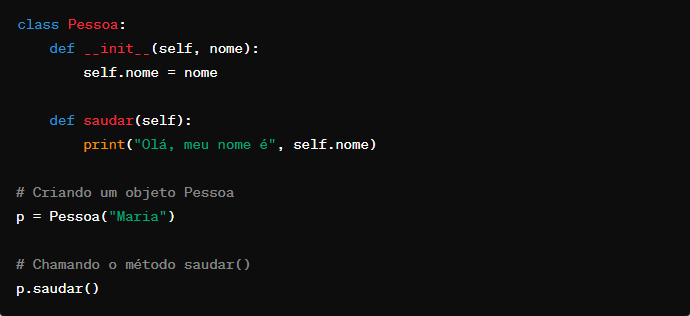 class Pessoa:
    def __init__(self, nome):
        self.nome = nome
    def saudar(self):
        print("Olá, meu nome é", self.nome)
# Criando um objeto Pessoa
p = Pessoa("Maria")
# Chamando o método saudar()
p.saudar()